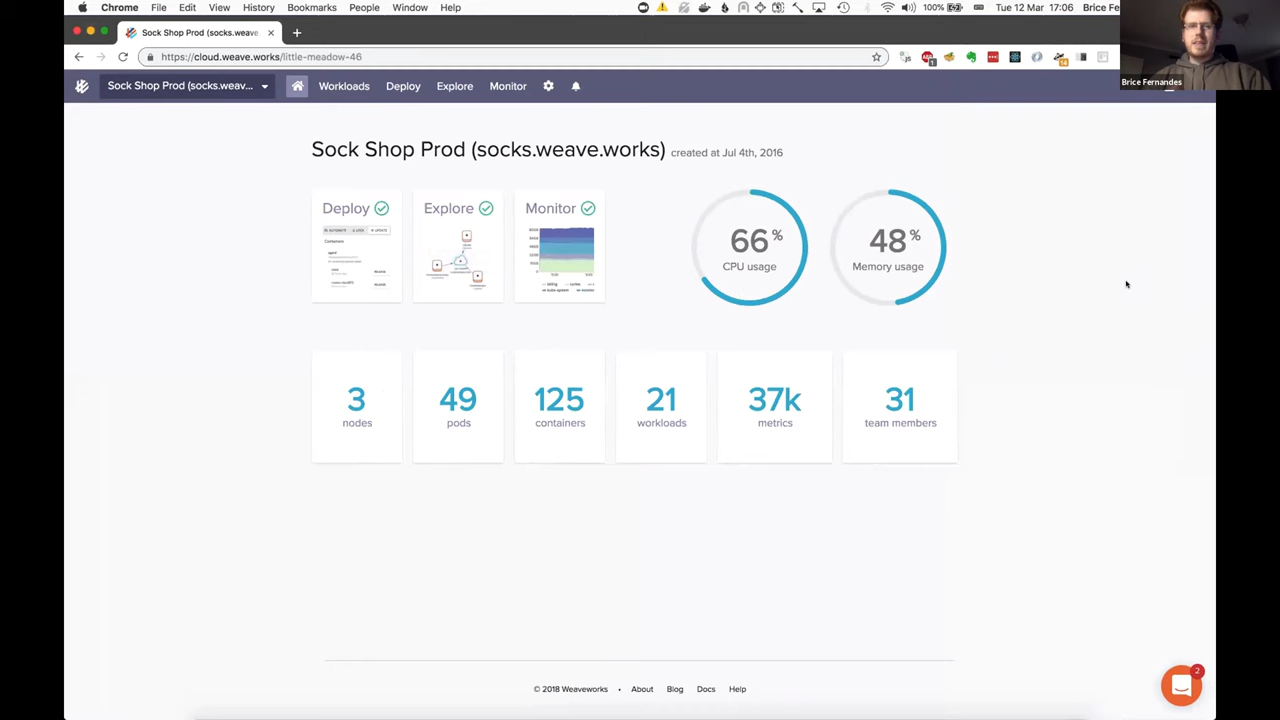 Chrome File Edit View History Bookmarks People Window Help 100% Tue 12 Mar 17:06 Brice Fe
Sock Shop Prod (socks.weave
https://cloud.weave.works/little-meadow-46
Brice Fernandes
Sock Shop Prod (socks.weav... Workloads Deploy Explore Monitor
Sock Shop Prod (socks.weave.works) created at Jul 4th, 2016
Deploy Explore Monitor
66% CPU usage
48% Memory usage
3 nodes
49 pods
125 containers
21 workloads
37k metrics
31 team members
© 2018 Weaveworks • About Blog Docs Help
2